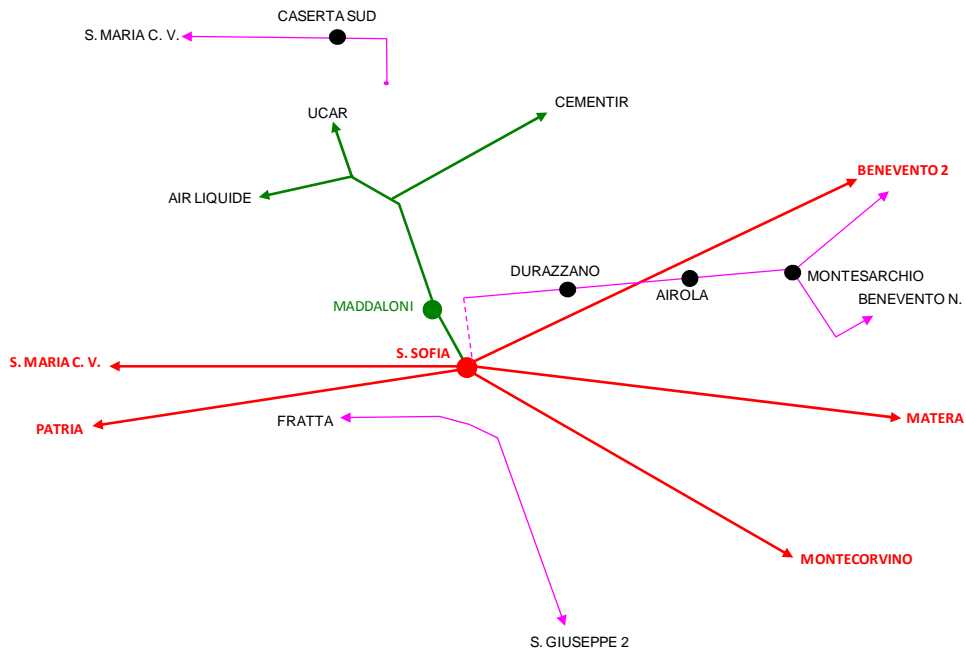 CASERTA SUD
S. MARIA C. V.
UCAR
CEMENTIR
AIR LIQUIDE
BENEVENTO 2
DURAZZANO
MONTESARCHIO
AIROLA
BENEVENTO N.
MADDALONI
S. SOFIA
S. MARIA C. V.
FRATTA
PATRIA
MATERA
MONTECORVINO
S. GIUSEPPE 2